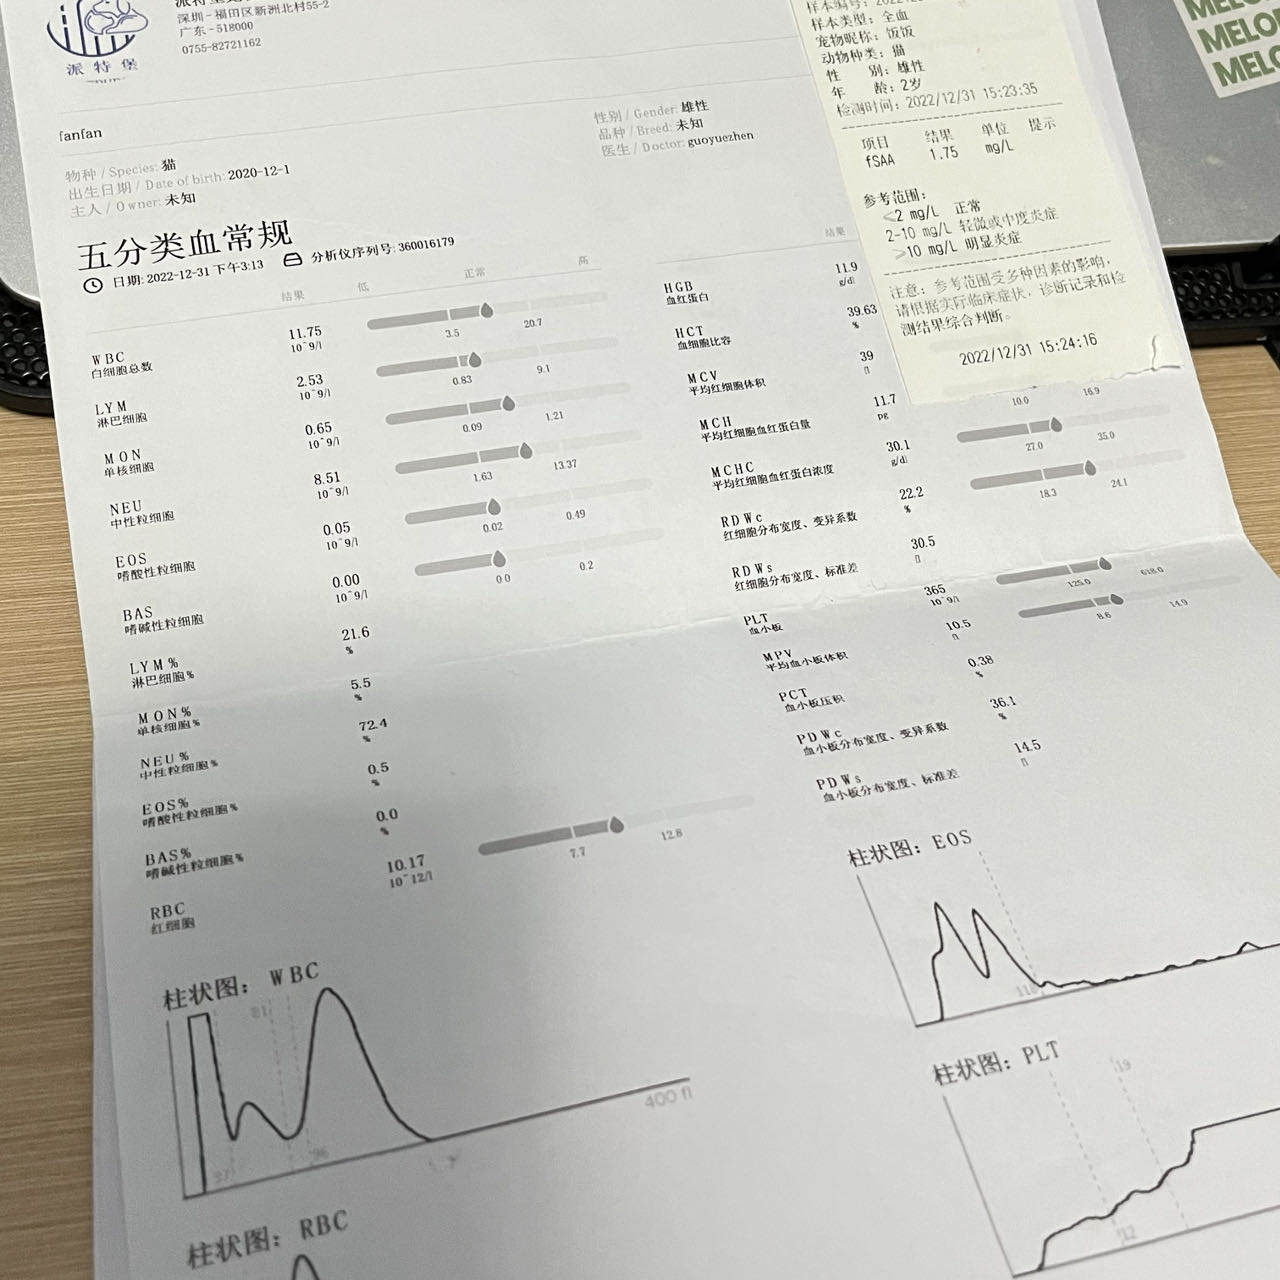 深圳-福田区新洲北村55-2
广东-518000
0755-82721162
派特堡
fanfan
物种 / Species: 猫
出生日期 / Date of birth: 2020-12-1
主人 / Owner: 未知
性别 / Gender: 雄性
品种 / Breed: 未知
医生 / Doctor: guoyuezhen
五分类血常规
日期: 2022-12-31 下午3:13 分析仪序列号: 360016179
结果 低 正常 高
WBC 11.75 3.5 20.7
白细胞总数 10^9/l
LYM 2.53 0.83 9.1
淋巴细胞 10^9/l
MON 0.65 0.09 1.21
单核细胞 10^9/l
NEU 8.51 1.63 13.37
中性粒细胞 10^9/l
EOS 0.05 0.02 0.49
嗜酸性粒细胞 10^9/l
BAS 0.00 0.0 0.2
嗜碱性粒细胞 10^9/l
LYM% 21.6
淋巴细胞% %
MON% 5.5
单核细胞% %
NEU% 72.4
中性粒细胞% %
EOS% 0.5
嗜酸性粒细胞% %
BAS% 0.0
嗜碱性粒细胞% %
RBC 10.17 7.7 12.8
红细胞 10^12/l
结果
HGB 11.9
血红蛋白 g/dl
HCT 39.63
血细胞比容 %
MCV 39
平均红细胞体积 fl
MCH 11.7 10.0 16.9
平均红细胞血红蛋白量 pg
MCHC 30.1 27.0 35.0
平均红细胞血红蛋白浓度 g/dl
RDWc 22.2 18.3 24.1
红细胞分布宽度、变异系数 %
RDWs 30.5
红细胞分布宽度、标准差 fl
PLT 365 125.0 618.0
血小板 10^9/l
MPV 10.5 8.6 14.9
平均血小板体积 fl
PCT 0.38
血小板压积 %
PDWc 36.1
血小板分布宽度、变异系数 %
PDWs 14.5
血小板分布宽度、标准差 fl
柱状图: WBC
81
96
400 fl
柱状图: RBC
柱状图: EOS
柱状图: PLT
19
12
样本类型: 全血
宠物昵称: 饭饭
动物种类: 猫
性 别: 雄性
年 龄: 2岁
检测时间: 2022/12/31 15:23:35
项目 结果 单位 提示
fSAA 1.75 mg/L
参考范围:
<2 mg/L 正常
2-10 mg/L 轻微或中度炎症
≥10 mg/L 明显炎症
注意: 参考范围受多种因素的影响,
请根据实际临床症状, 诊断记录和检
测结果综合判断。
2022/12/31 15:24:16